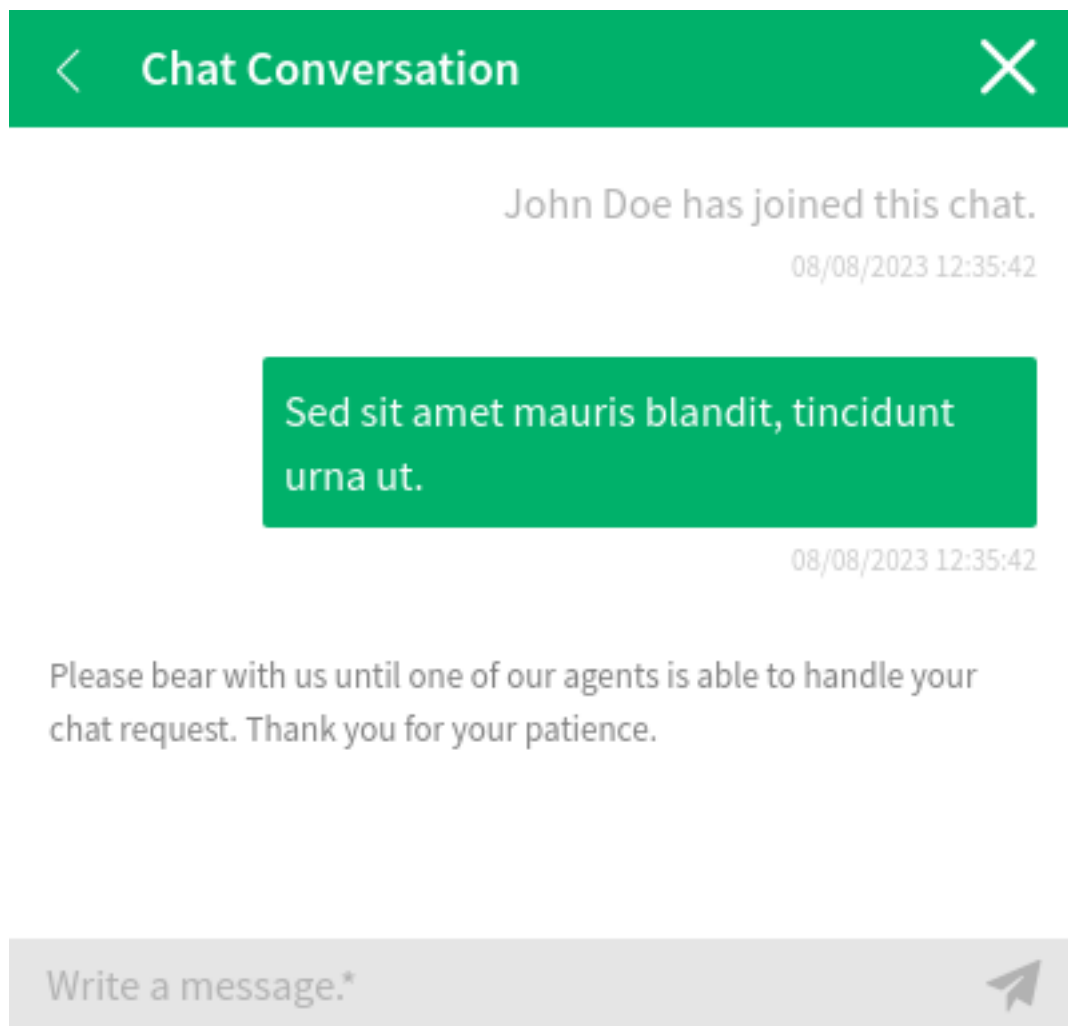 Chat Conversation
John Doe has joined this chat.
08/08/2023 12:35:42
Sed sit amet mauris blandit, tincidunt
urna ut.
08/08/2023 12:35:42
Please bear with us until one of our agents is able to handle your
chat request. Thank you for your patience.
Write a message.*